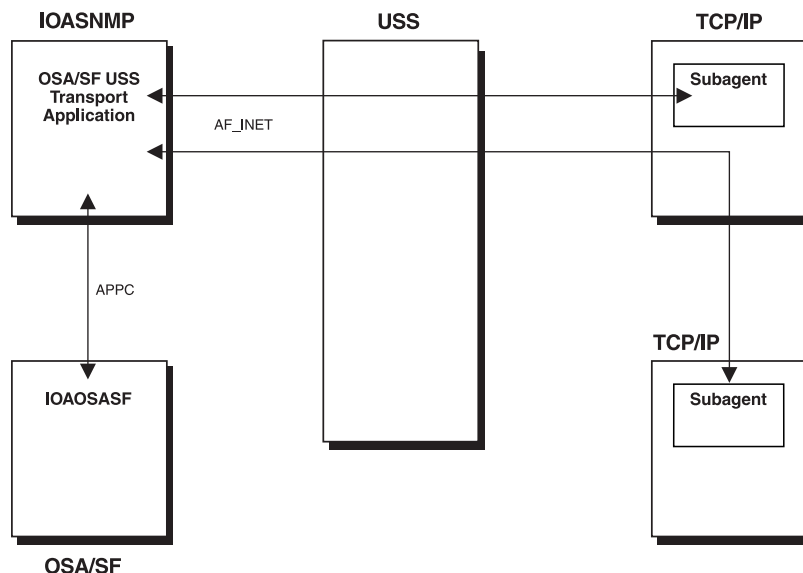 IOASNMP
USS
TCP/IP
OSA/SF USS
Transport
Application
Subagent
AF_INET
APPC
TCP/IP
IOAOSASF
Subagent
OSA/SF